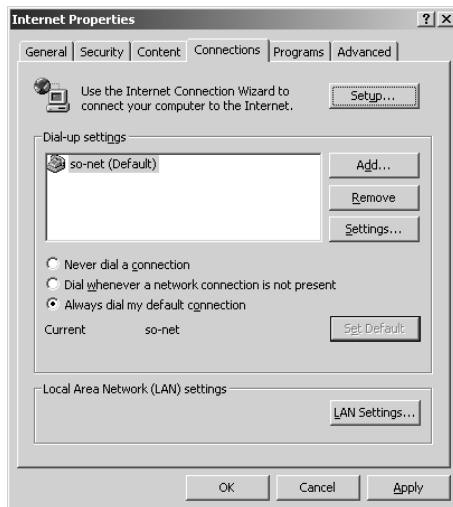 Internet Properties
? X
General Security Content Connections Programs Advanced
Use the Internet Connection Wizard to
connect your computer to the Internet.
Setup...
Dial-up settings
so-net (Default)
Add...
Remove
Settings...
Never dial a connection
Dial whenever a network connection is not present
Always dial my default connection
Current so-net
Set Default
Local Area Network (LAN) settings
LAN Settings...
OK Cancel Apply